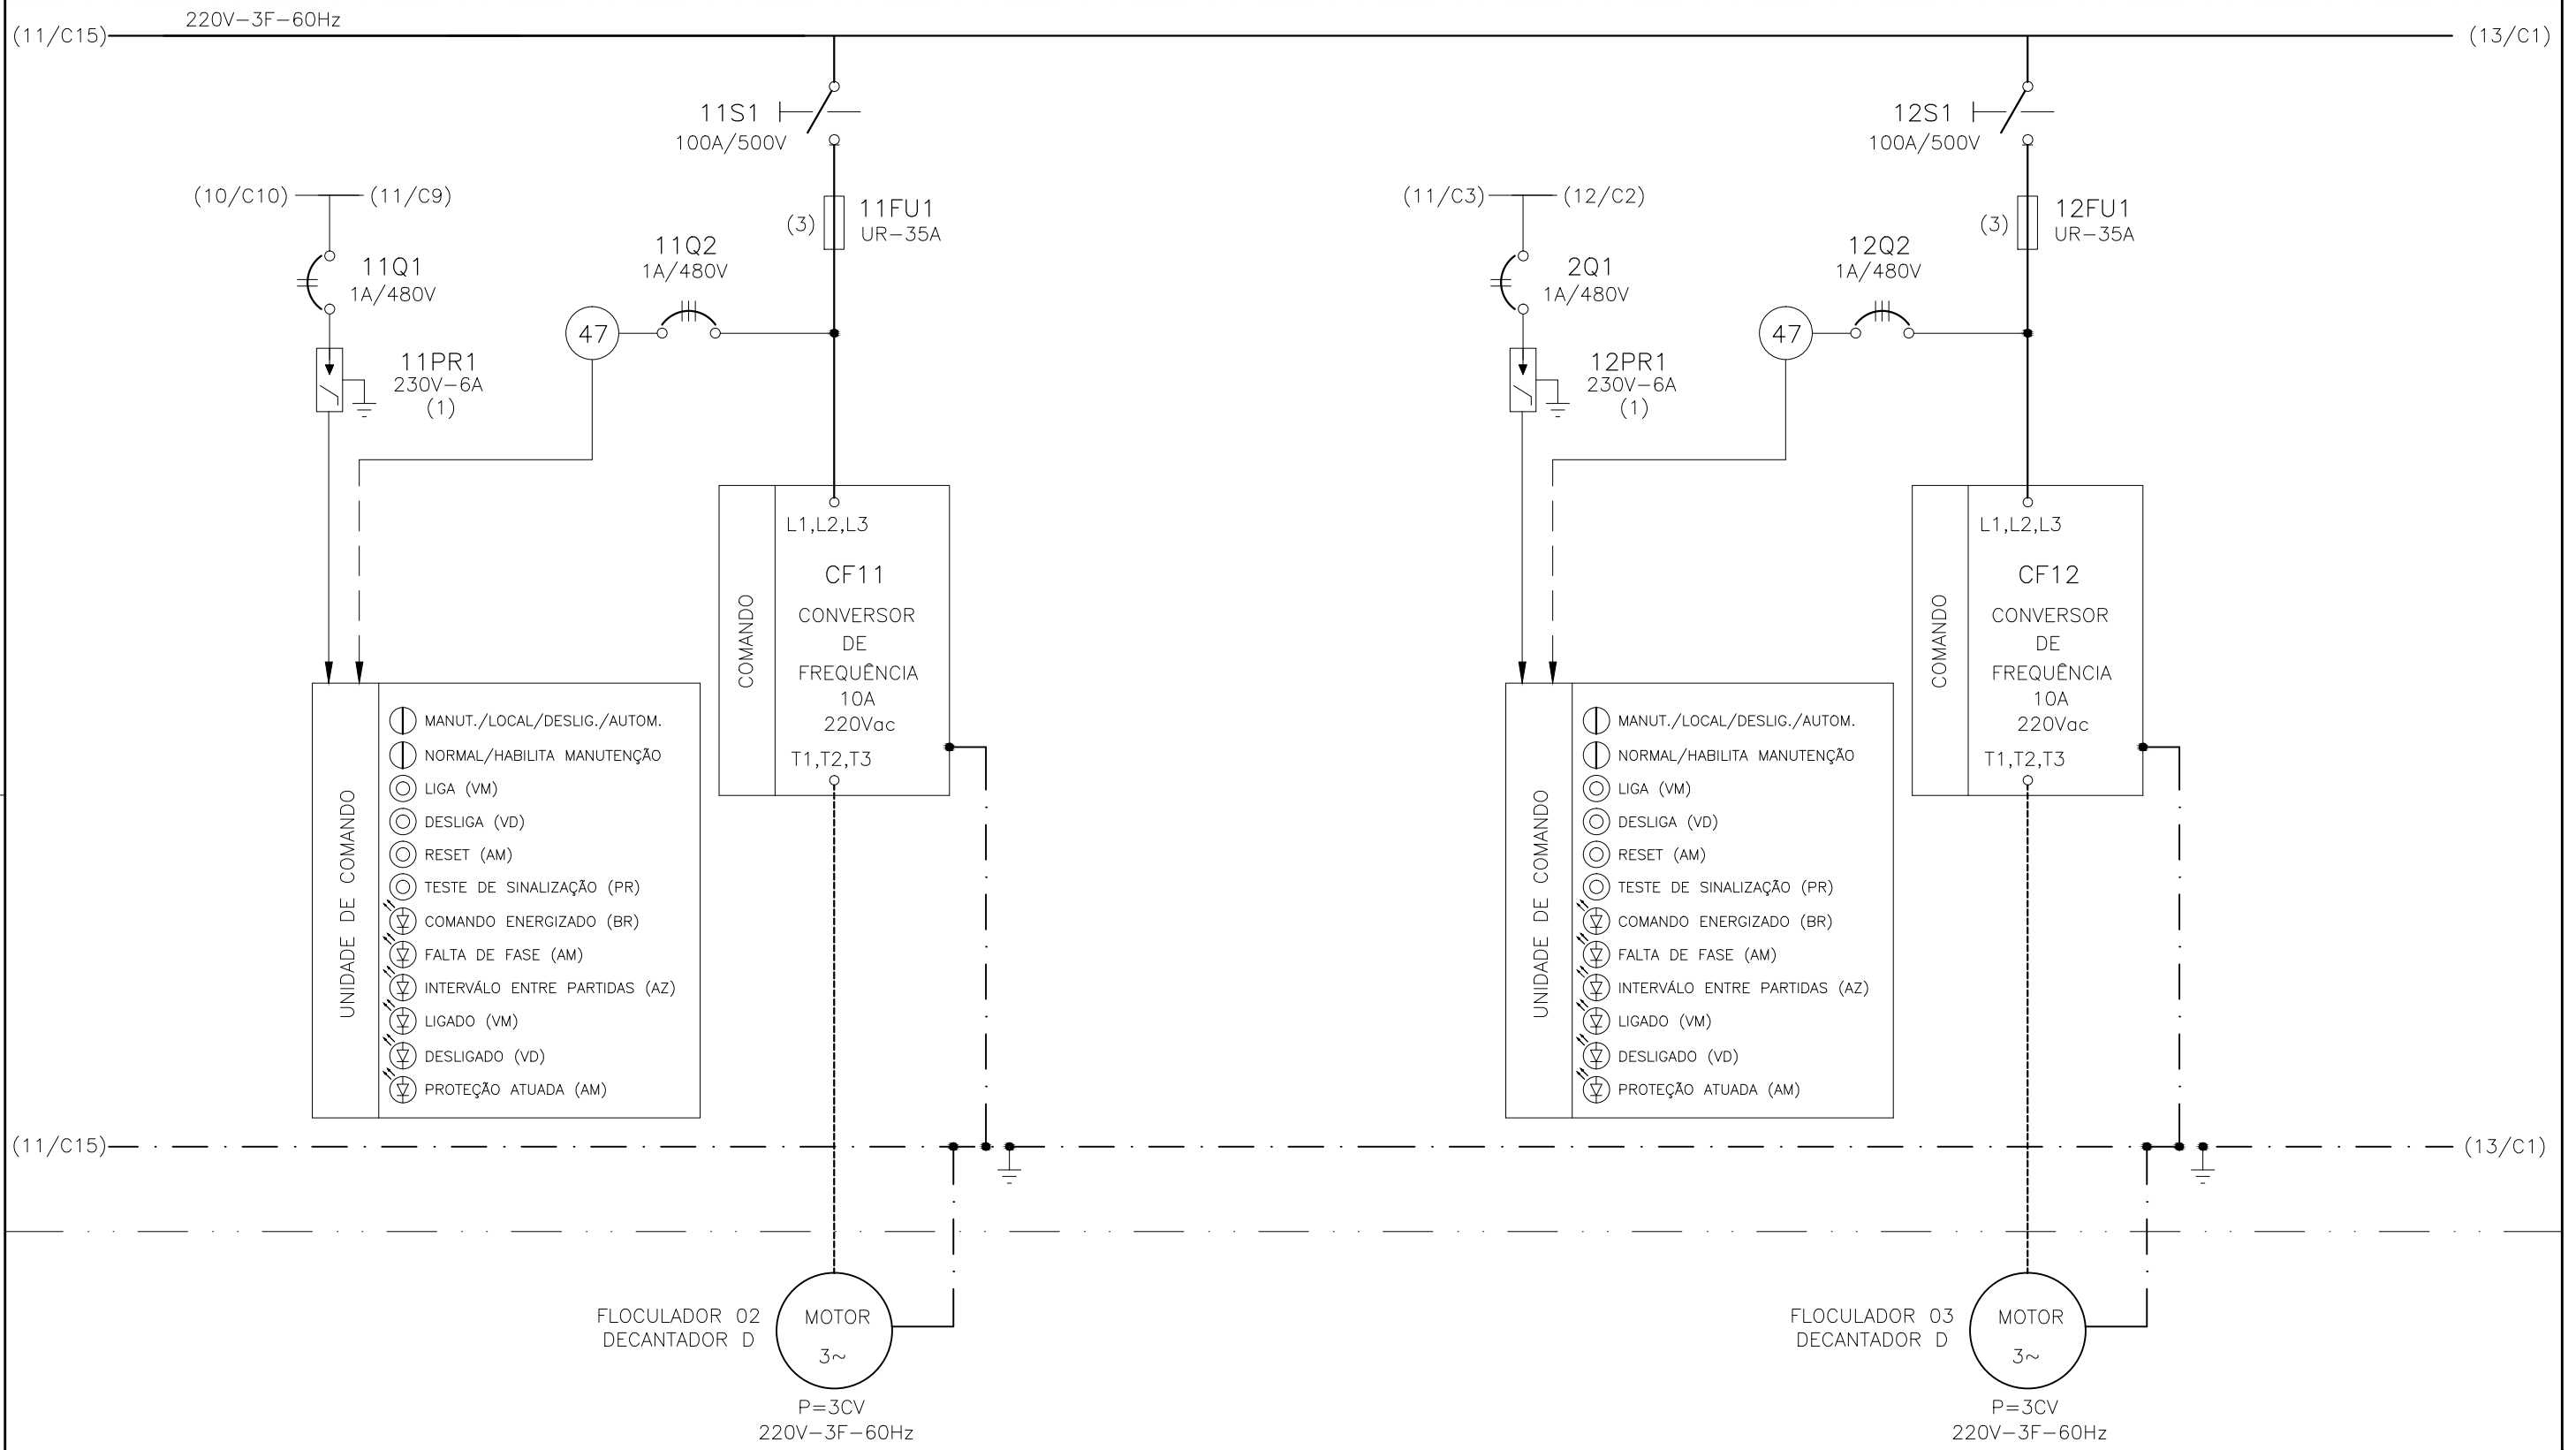 220V-3F-60Hz
(11/C15)
(13/C1)
11S1
100A/500V
12S1
100A/500V
(10/C10)
(11/C9)
(3)
11FU1
UR-35A
(11/C3)
(12/C2)
(3)
12FU1
UR-35A
11Q1
1A/480V
11Q2
1A/480V
2Q1
1A/480V
12Q2
1A/480V
47
47
11PR1
230V-6A
(1)
12PR1
230V-6A
(1)
COMANDO
L1,L2,L3
CF11
CONVERSOR
DE
FREQUÊNCIA
10A
220Vac
T1,T2,T3
COMANDO
L1,L2,L3
CF12
CONVERSOR
DE
FREQUÊNCIA
10A
220Vac
T1,T2,T3
UNIDADE DE COMANDO
MANUT./LOCAL/DESLIG./AUTOM.
NORMAL/HABILITA MANUTENÇÃO
LIGA (VM)
DESLIGA (VD)
RESET (AM)
TESTE DE SINALIZAÇÃO (PR)
COMANDO ENERGIZADO (BR)
FALTA DE FASE (AM)
INTERVÁLO ENTRE PARTIDAS (AZ)
LIGADO (VM)
DESLIGADO (VD)
PROTEÇÃO ATUADA (AM)
UNIDADE DE COMANDO
MANUT./LOCAL/DESLIG./AUTOM.
NORMAL/HABILITA MANUTENÇÃO
LIGA (VM)
DESLIGA (VD)
RESET (AM)
TESTE DE SINALIZAÇÃO (PR)
COMANDO ENERGIZADO (BR)
FALTA DE FASE (AM)
INTERVÁLO ENTRE PARTIDAS (AZ)
LIGADO (VM)
DESLIGADO (VD)
PROTEÇÃO ATUADA (AM)
(11/C15)
(13/C1)
FLOCULADOR 02
DECANTADOR D
MOTOR
3~
P=3CV
220V-3F-60Hz
FLOCULADOR 03
DECANTADOR D
MOTOR
3~
P=3CV
220V-3F-60Hz